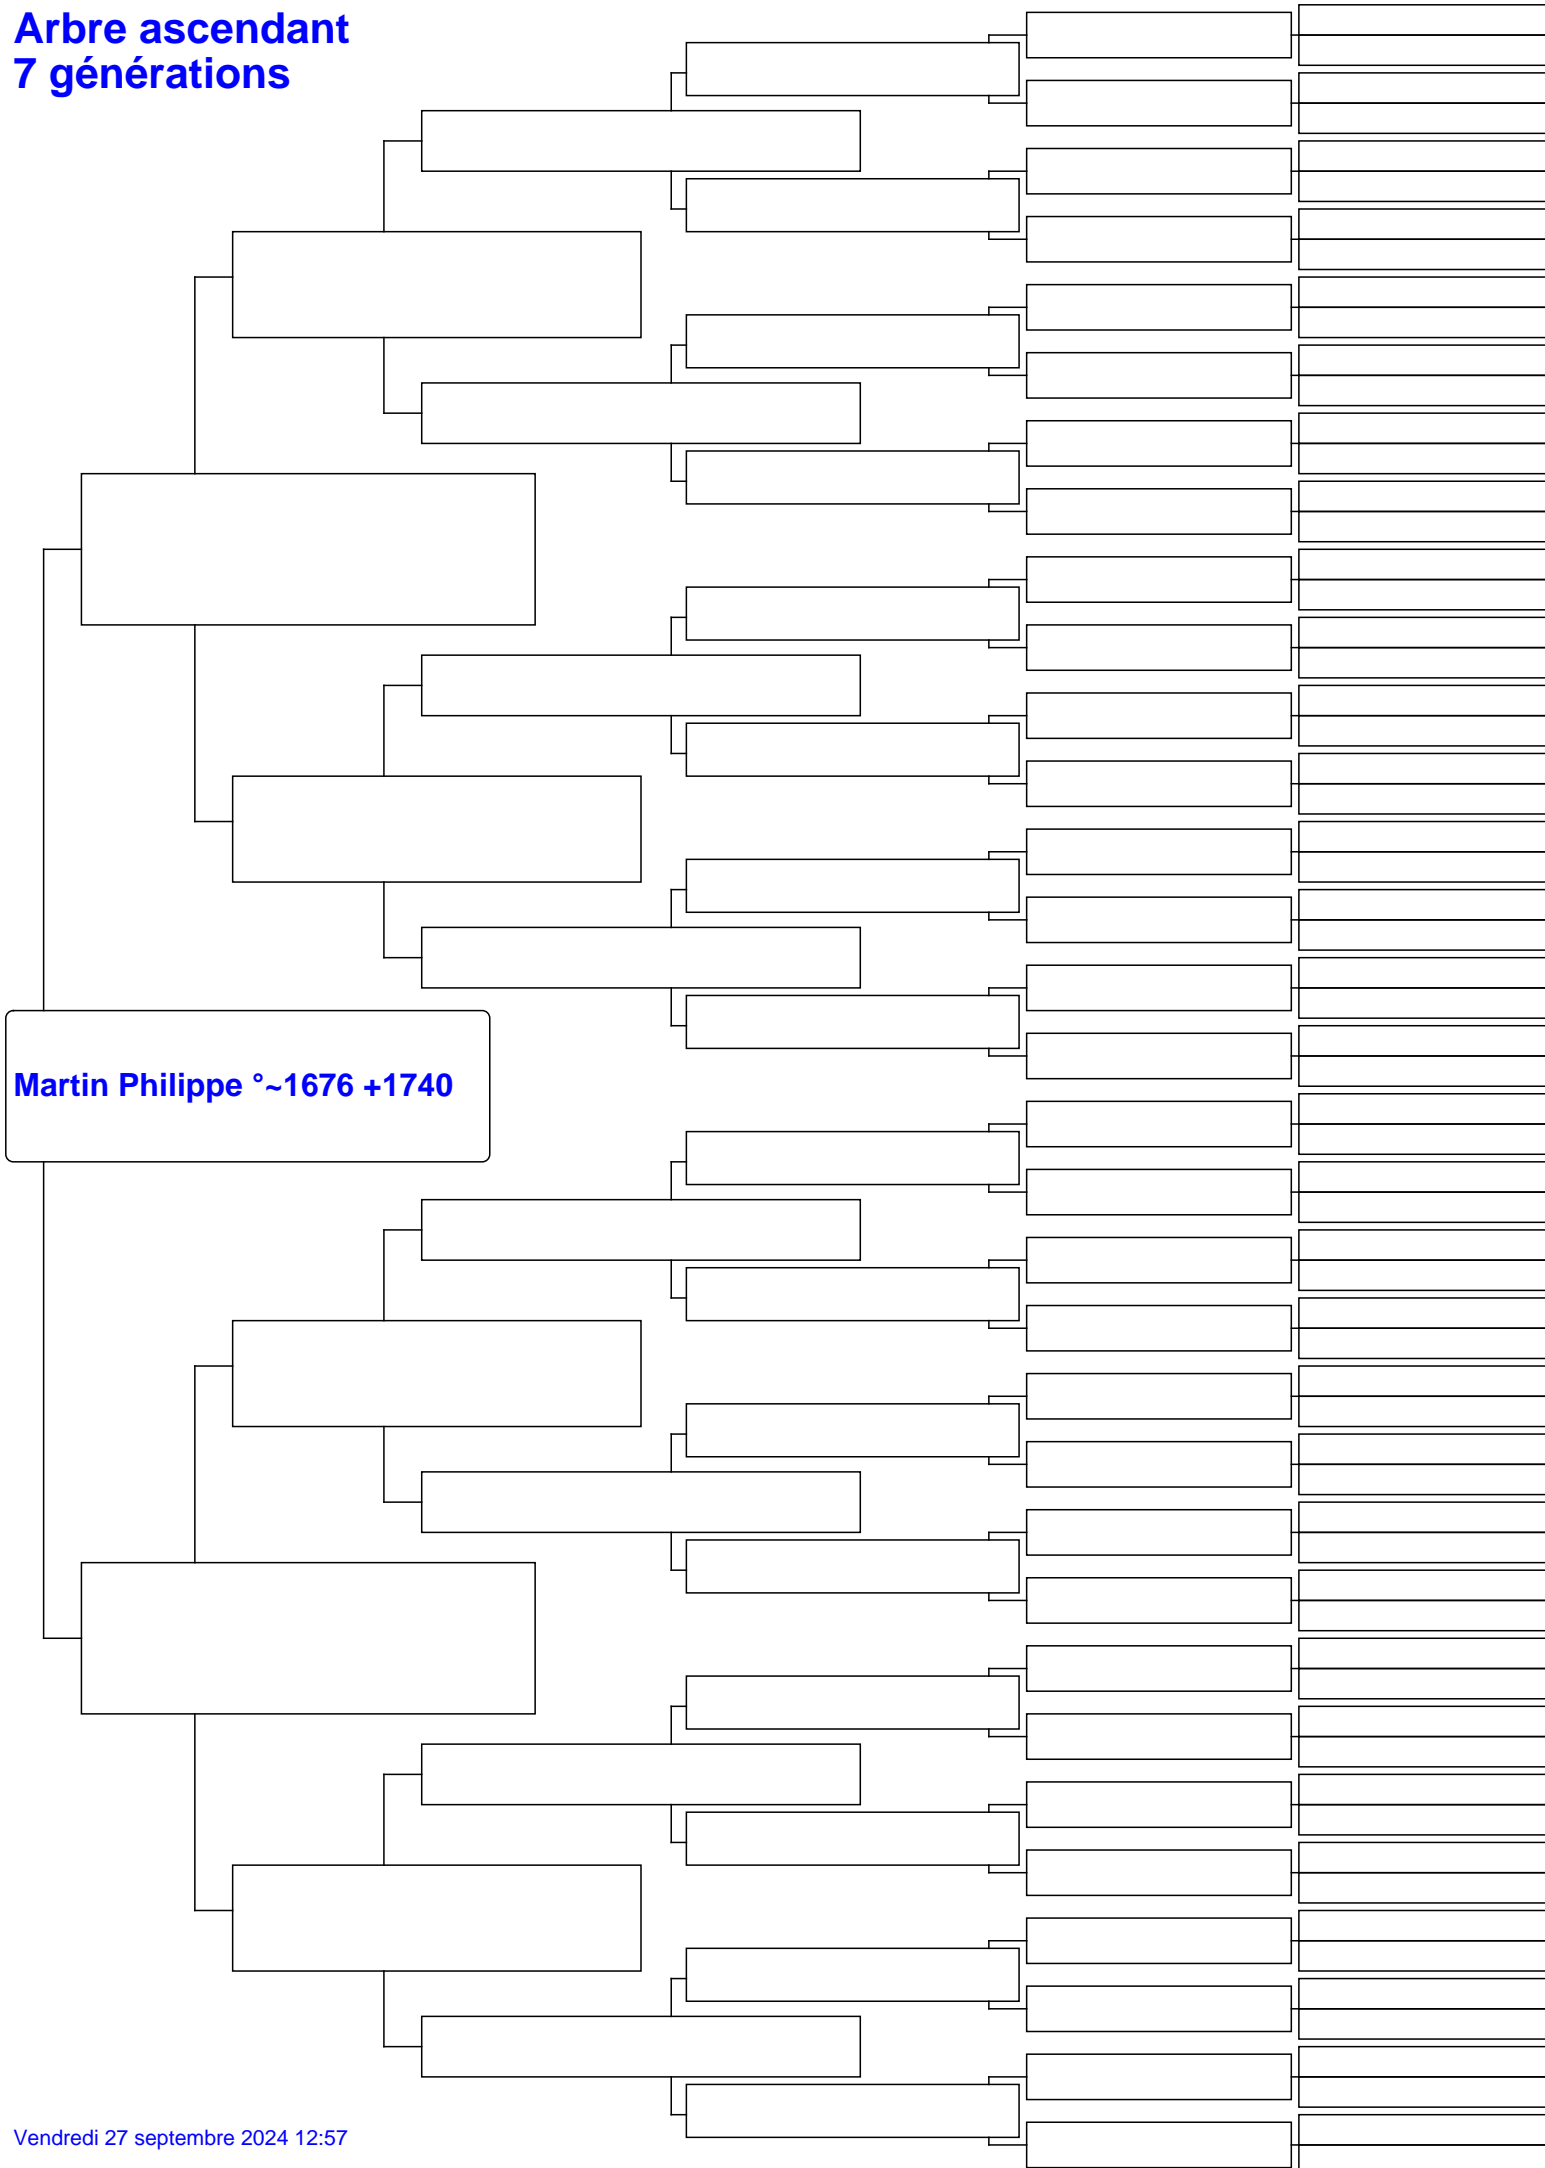 Arbre ascendant
7 générations
Martin Philippe °~1676 +1740
Vendredi 27 septembre 2024 12:57